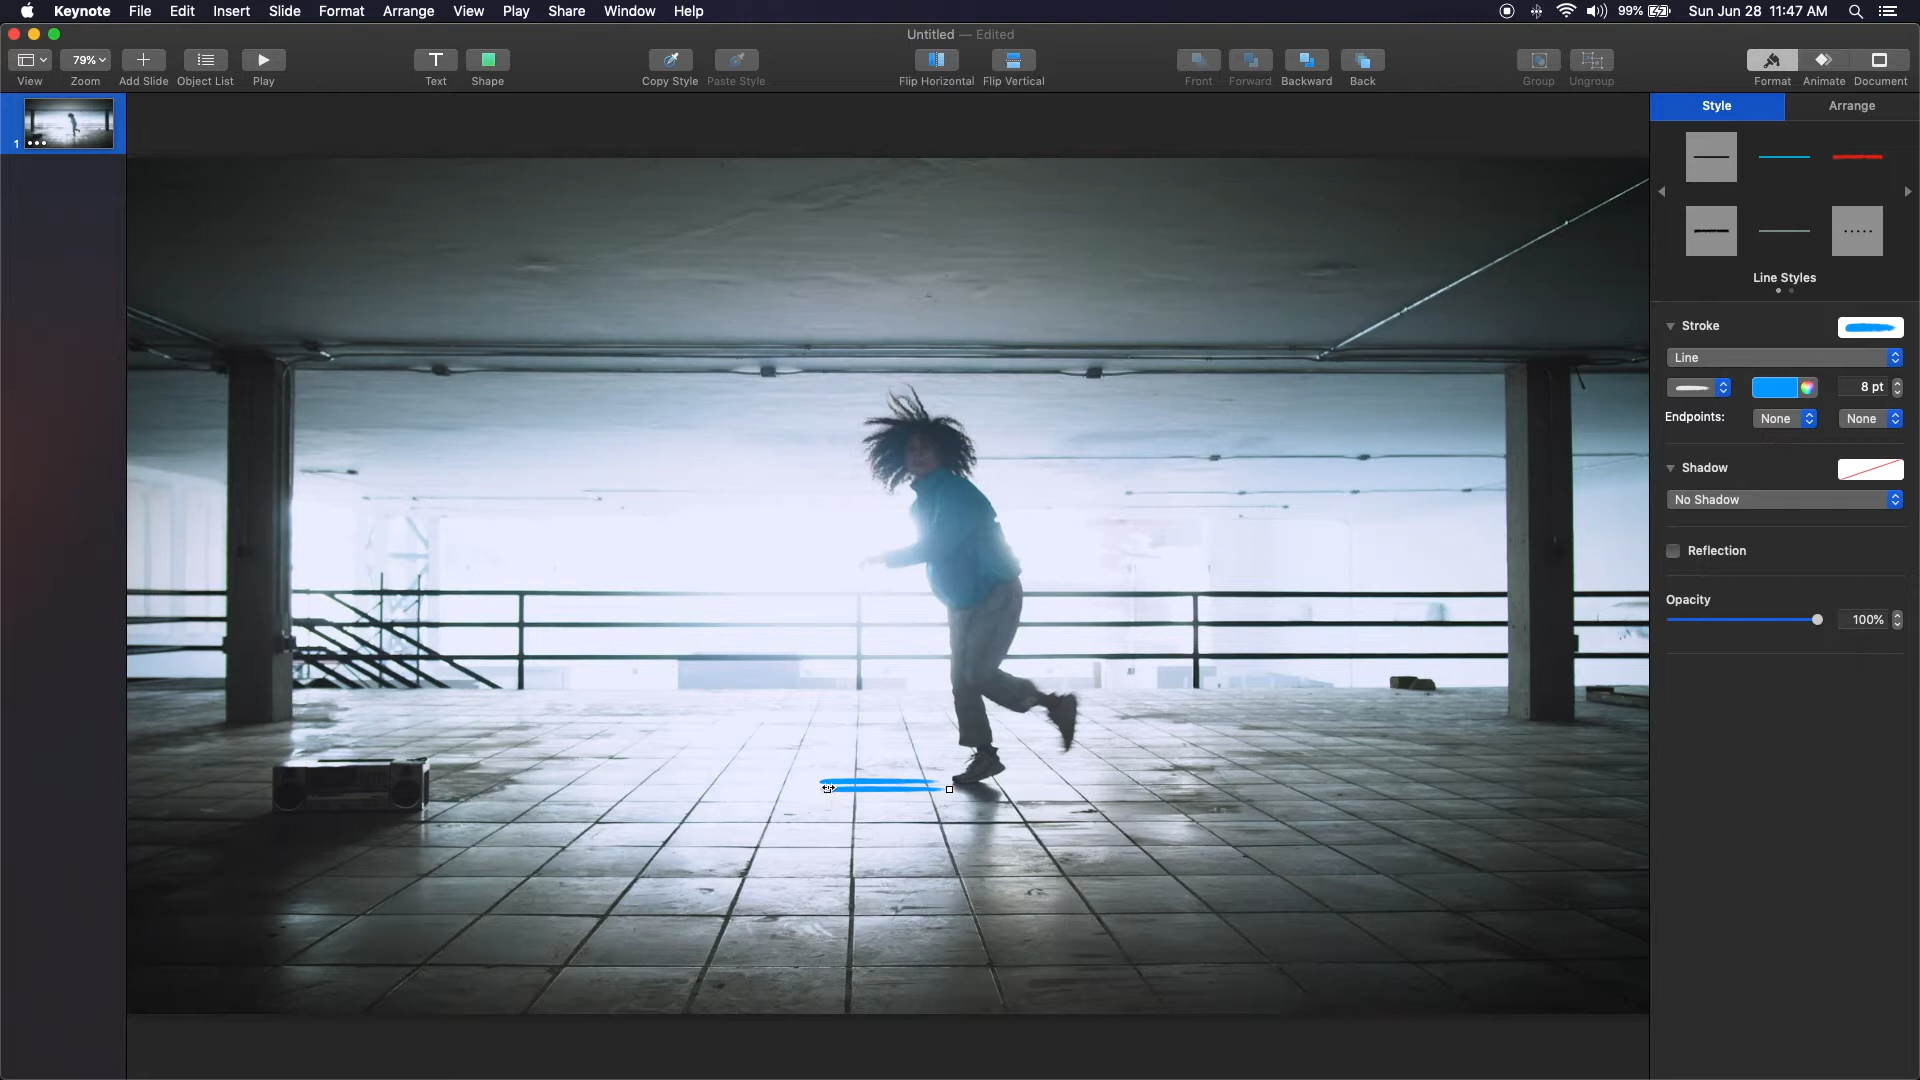 Keynote File Edit Insert Slide Format Arrange View Play Share Window Help 99% Sun Jun 28 11:47 AM
Untitled — Edited
79%
View Zoom Add Slide Object List Play Text Shape Copy Style Paste Style Flip Horizontal Flip Vertical Front Forward Backward Back Group Ungroup Format Animate Document
1
Style Arrange
Line Styles
Stroke
Line
8 pt
Endpoints: None None
Shadow
No Shadow
Reflection
Opacity
100%